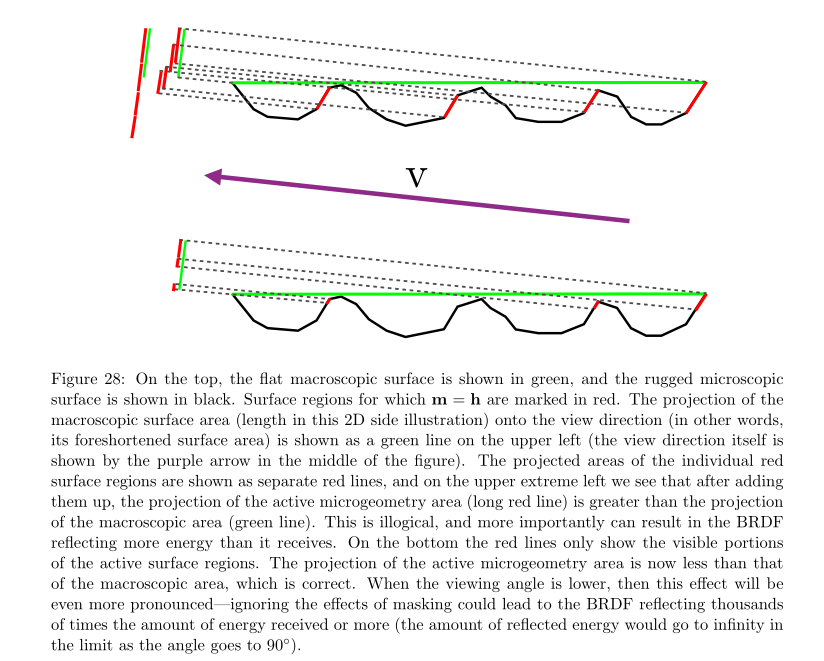 v
Figure 28: On the top, the flat macroscopic surface is shown in green, and the rugged microscopic
surface is shown in black. Surface regions for which m = h are marked in red. The projection of the
macroscopic surface area (length in this 2D side illustration) onto the view direction (in other words,
its foreshortened surface area) is shown as a green line on the upper left (the view direction itself is
shown by the purple arrow in the middle of the figure). The projected areas of the individual red
surface regions are shown as separate red lines, and on the upper extreme left we see that after adding
them up, the projection of the active microgeometry area (long red line) is greater than the projection
of the macroscopic area (green line). This is illogical, and more importantly can result in the BRDF
reflecting more energy than it receives. On the bottom the red lines only show the visible portions
of the active surface regions. The projection of the active microgeometry area is now less than that
of the macroscopic area, which is correct. When the viewing angle is lower, then this effect will be
even more pronounced—ignoring the effects of masking could lead to the BRDF reflecting thousands
of times the amount of energy received or more (the amount of reflected energy would go to infinity in
the limit as the angle goes to 90°).